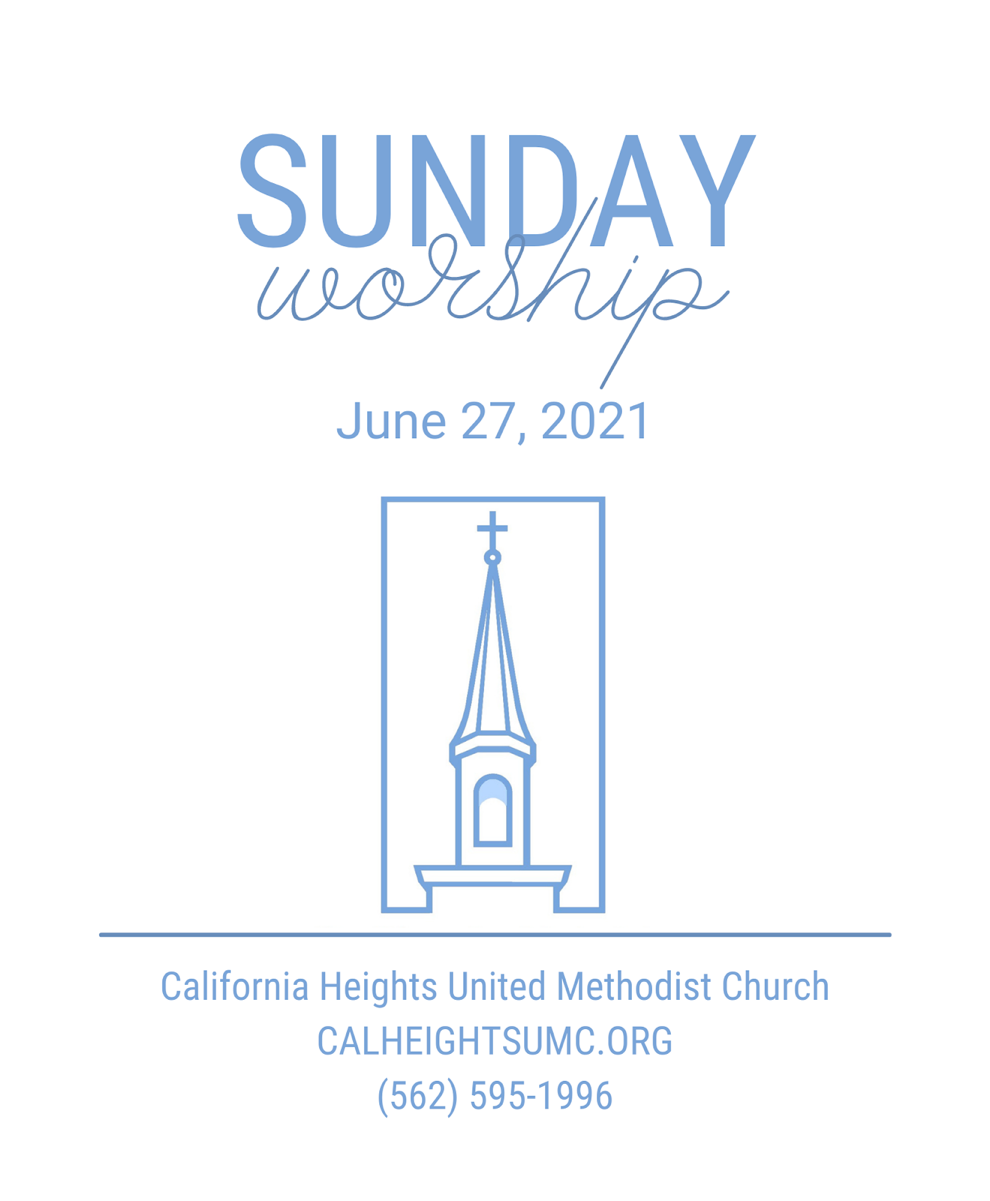 SUNDAY
worship
June 27, 2021
California Heights United Methodist Church
CALHEIGHTSUMC.ORG
(562) 595-1996